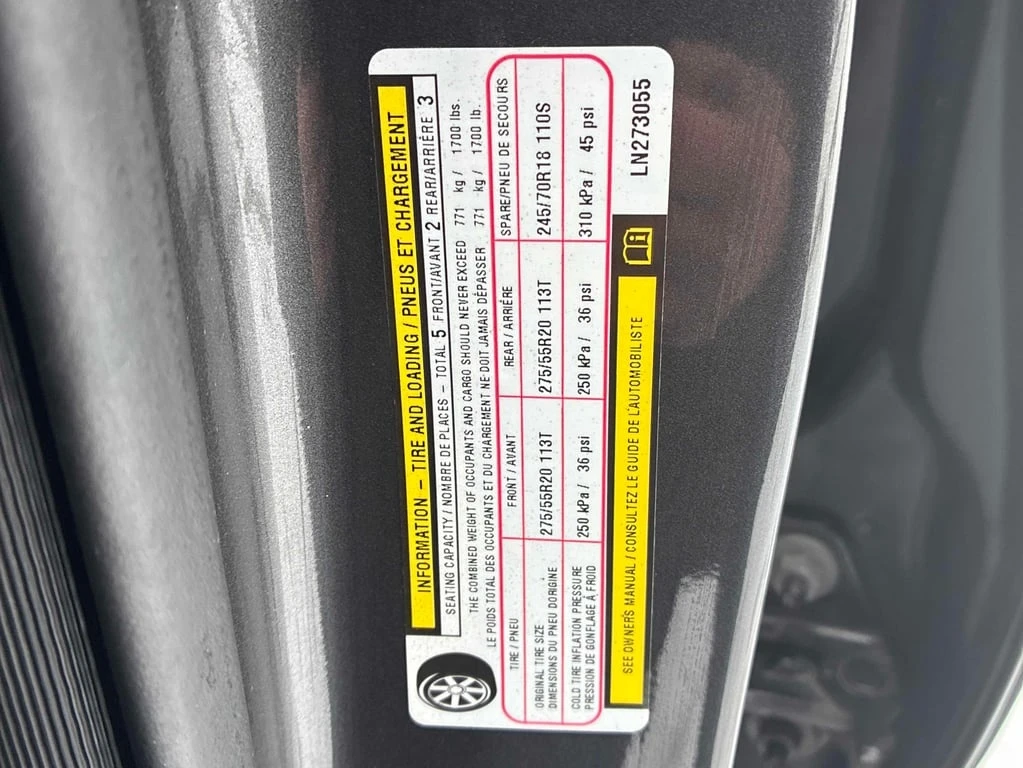 INFORMATION – TIRE AND LOADING / PNEUS ET CHARGEMENT
SEATING CAPACITY / NOMBRE DE PLACES – TOTAL 5 FRONT/AVANT 2 REAR/ARRIÈRE 3
THE COMBINED WEIGHT OF OCCUPANTS AND CARGO SHOULD NEVER EXCEED 771 kg / 1700 lbs.
LE POIDS TOTAL DES OCCUPANTS ET DU CHARGEMENT NE DOIT JAMAIS DÉPASSER 771 kg / 1700 lb.
TIRE / PNEU FRONT / AVANT REAR / ARRIÈRE SPARE/PNEU DE SECOURS
ORIGINAL TIRE SIZE
DIMENSIONS DU PNEU DORIGINE
275/55R20 113T 275/55R20 113T 245/70R18 110S
COLD TIRE INFLATION PRESSURE
PRESSION DE GONFLAGE À FROID
250 kPa / 36 psi 250 kPa / 36 psi 310 kPa / 45 psi
SEE OWNER'S MANUAL / CONSULTEZ LE GUIDE DE L'AUTOMOBILISTE
LN273055